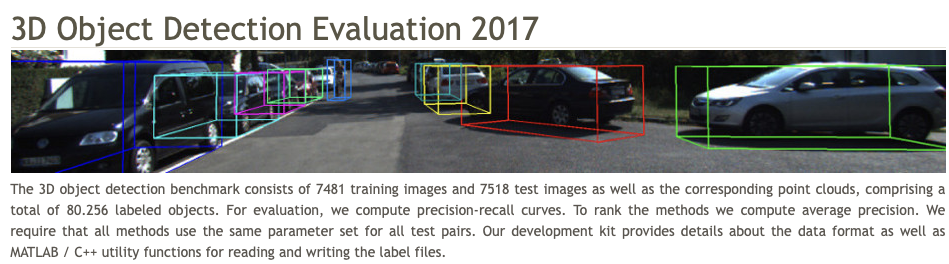 3D Object Detection Evaluation 2017
The 3D object detection benchmark consists of 7481 training images and 7518 test images as well as the corresponding point clouds, comprising a
total of 80.256 labeled objects. For evaluation, we compute precision-recall curves. To rank the methods we compute average precision. We
require that all methods use the same parameter set for all test pairs. Our development kit provides details about the data format as well as
MATLAB / C++ utility functions for reading and writing the label files.